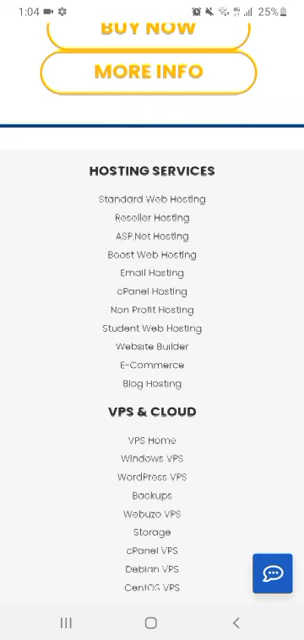 1:04
25%
BUY NOW
MORE INFO
HOSTING SERVICES
Standard Web Hosting
Reseller Hosting
ASP.Net Hosting
Boost Web Hosting
Email Hosting
cPanel Hosting
Non Profit Hosting
Student Web Hosting
Website Builder
E-Commerce
Blog Hosting
VPS & CLOUD
VPS Home
Windows VPS
WordPress VPS
Backups
Webuzo VPS
Storage
cPanel VPS
Debian VPS
CentOS VPS